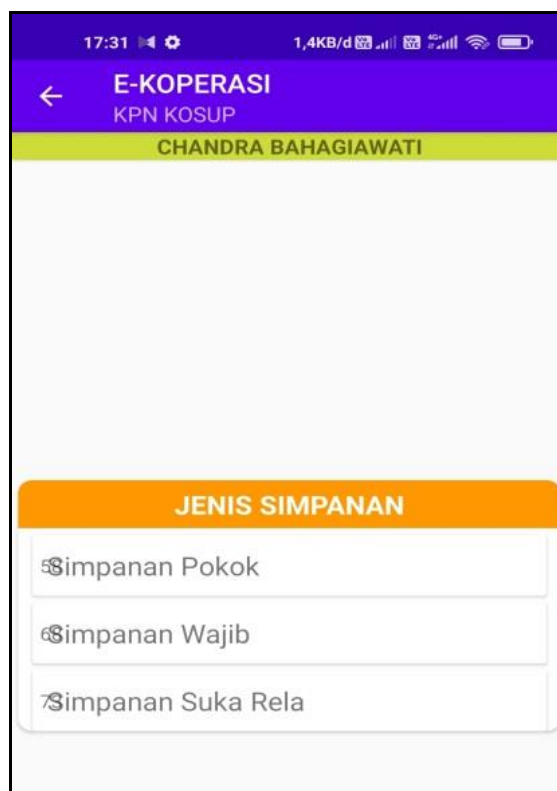 17:31 1,4KB/d
E-KOPERASI
KPN KOSUP
CHANDRA BAHAGIAWATI
JENIS SIMPANAN
Simpanan Pokok
Simpanan Wajib
Simpanan Suka Rela